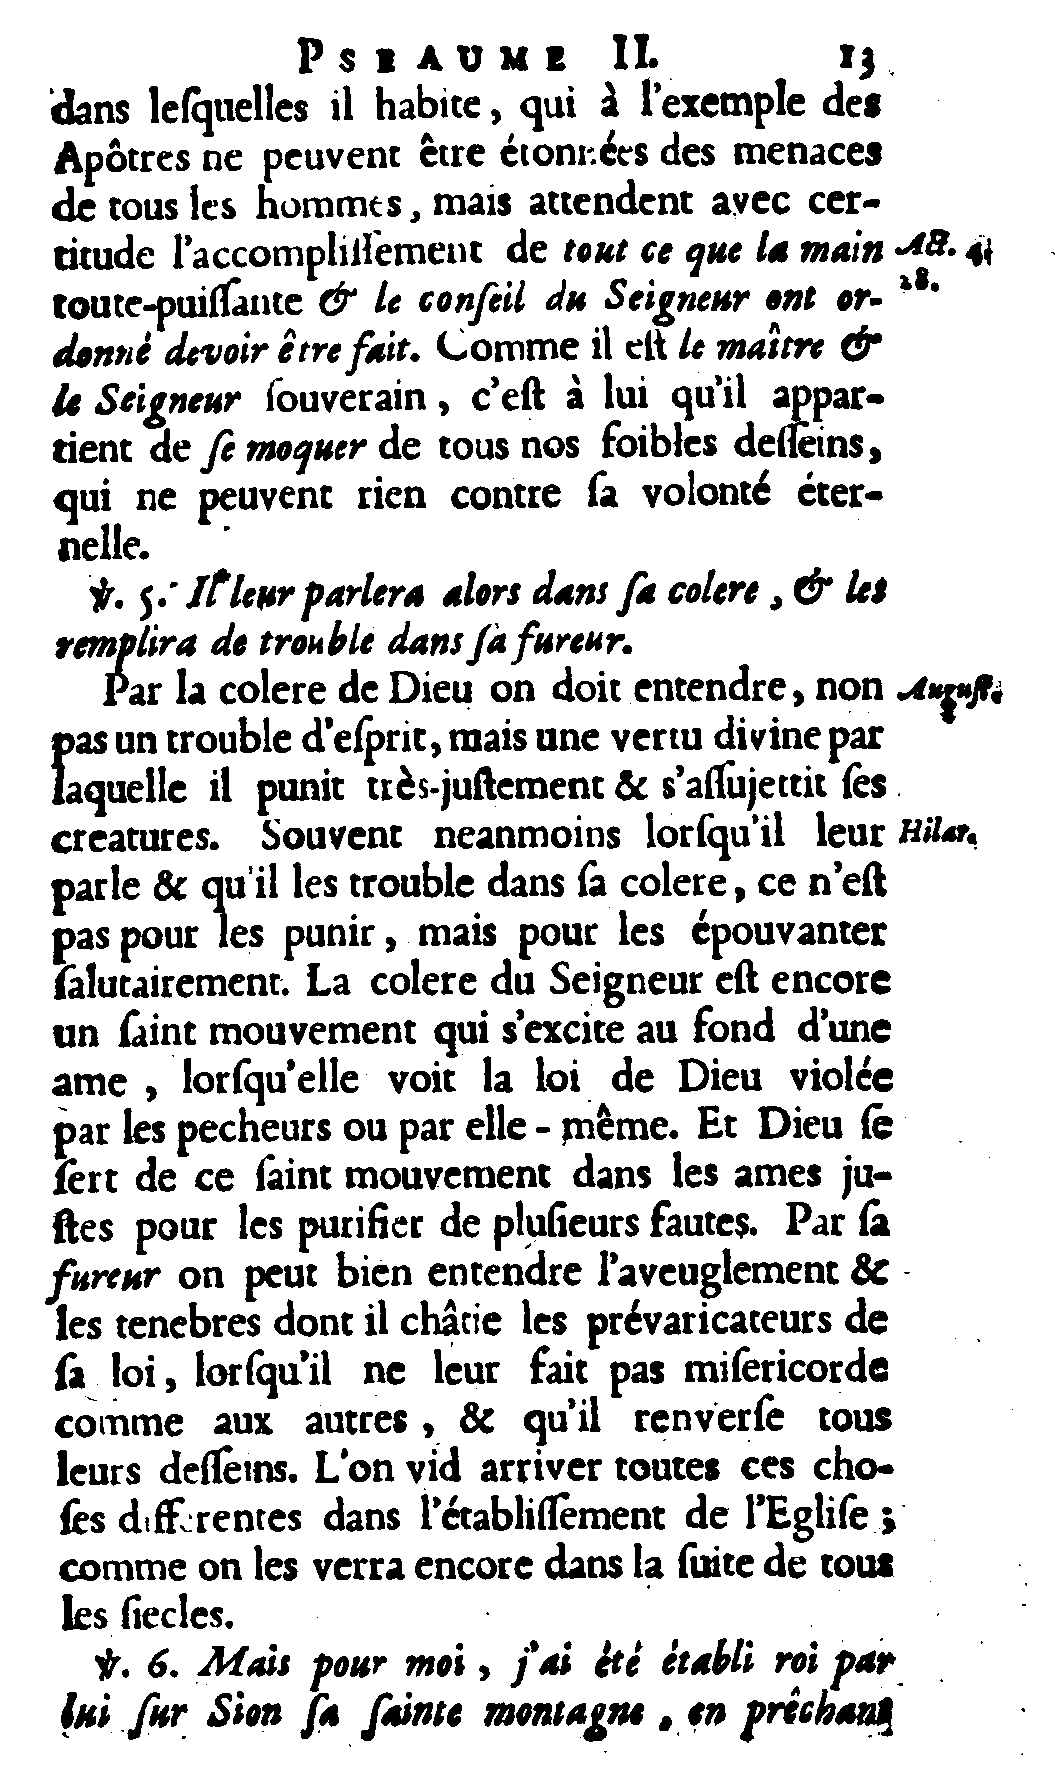 PSEAUME II. 13
dans leſquelles il habite, qui à l'exemple des
Apôtres ne peuvent être étonnées des menaces
de tous les hommes, mais attendent avec cer-
titude l'accompliſſement de tout ce que la main Act. 4.
toute-puiſſante & le conſeil du Seigneur ont or- 28.
donné devoir être fait. Comme il eſt le maître &
le Seigneur ſouverain, c'eſt à lui qu'il appar-
tient de ſe moquer de tous nos foibles deſſeins,
qui ne peuvent rien contre ſa volonté éter-
nelle.
℣. 5. Il leur parlera alors dans ſa colere, & les
remplira de trouble dans ſa fureur.
Par la colere de Dieu on doit entendre, non Auguſt.
pas un trouble d'eſprit, mais une vertu divine par
laquelle il punit très-juſtement & s'aſſujettit ſes
creatures. Souvent neanmoins lorſqu'il leur Hilar.
parle & qu'il les trouble dans ſa colere, ce n'eſt
pas pour les punir, mais pour les épouvanter
ſalutairement. La colere du Seigneur eſt encore
un ſaint mouvement qui s'excite au fond d'une
ame, lorſqu'elle voit la loi de Dieu violée
par les pecheurs ou par elle-même. Et Dieu ſe
ſert de ce ſaint mouvement dans les ames ju-
ſtes pour les purifier de pluſieurs fautes. Par ſa
fureur on peut bien entendre l'aveuglement &
les tenebres dont il châtie les prévaricateurs de
ſa loi, lorſqu'il ne leur fait pas miſericorde
comme aux autres, & qu'il renverſe tous
leurs deſſeins. L'on vid arriver toutes ces cho-
ſes differentes dans l'établiſſement de l'Egliſe;
comme on les verra encore dans la ſuite de tous
les ſiecles.
℣. 6. Mais pour moi, j'ai été établi roi par
lui ſur Sion ſa ſainte montagne, en prêchant